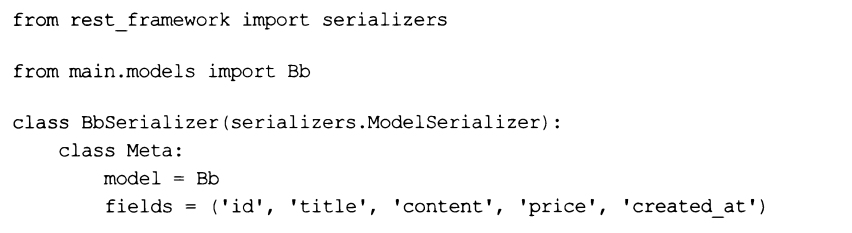 from rest_framework import serializers
from main.models import Bb
class BbSerializer(serializers.ModelSerializer):
    class Meta:
        model = Bb
        fields = ('id', 'title', 'content', 'price', 'created_at')